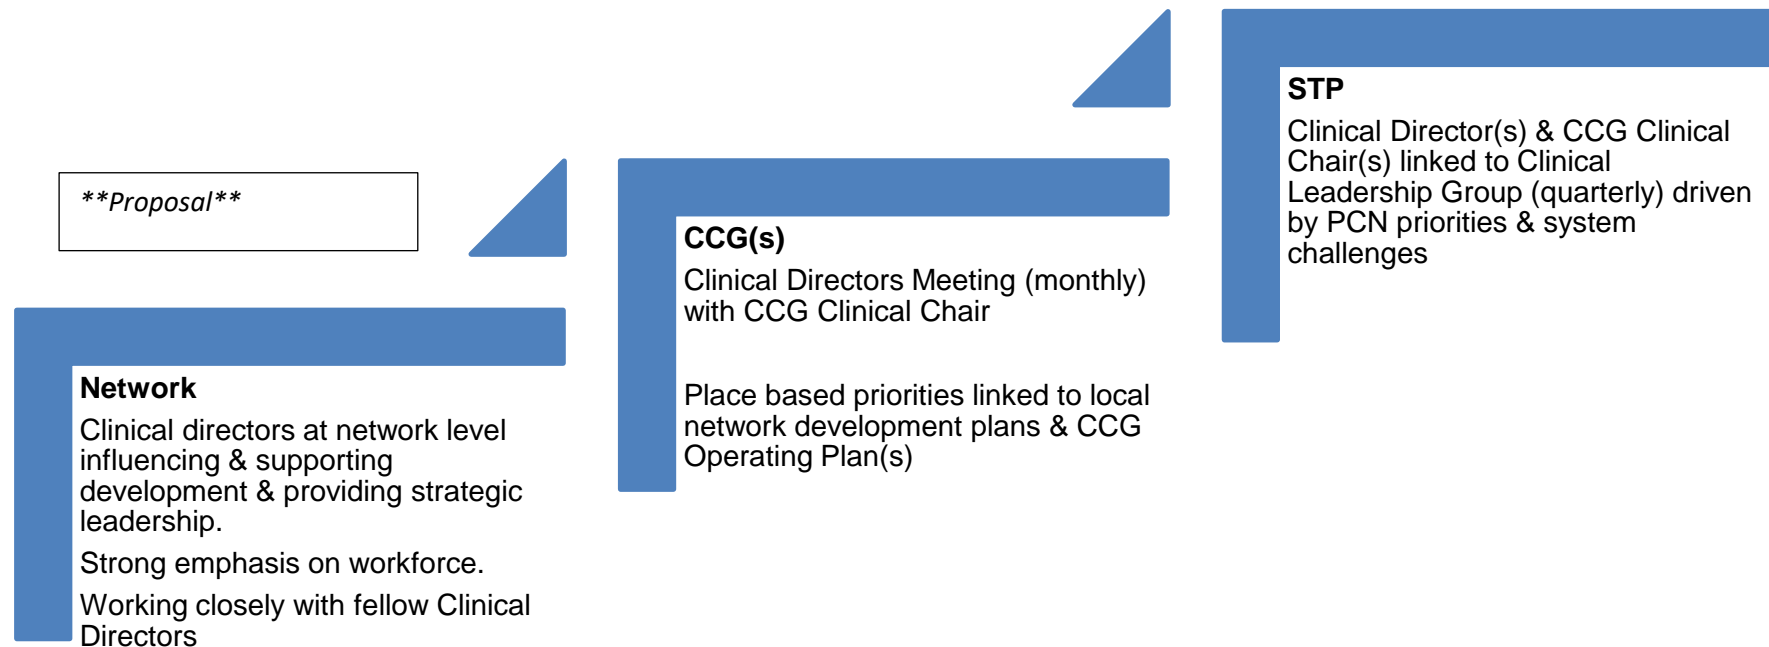 **Proposal**
Network
Clinical directors at network level
influencing & supporting
development & providing strategic
leadership.
Strong emphasis on workforce.
Working closely with fellow Clinical
Directors
CCG(s)
Clinical Directors Meeting (monthly)
with CCG Clinical Chair
Place based priorities linked to local
network development plans & CCG
Operating Plan(s)
STP
Clinical Director(s) & CCG Clinical
Chair(s) linked to Clinical
Leadership Group (quarterly) driven
by PCN priorities & system
challenges